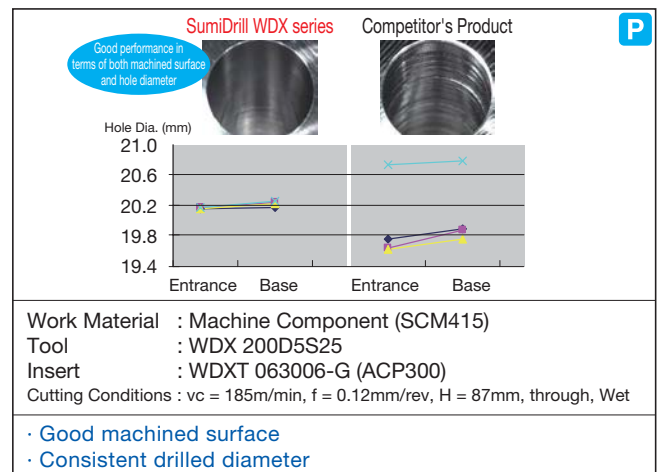 SumiDrill WDX series
Competitor's Product
P
Good performance in
terms of both machined surface
and hole diameter
Hole Dia. (mm)
21.0
20.6
20.2
19.8
19.4
Entrance Base Entrance Base
Work Material : Machine Component (SCM415)
Tool : WDX 200D5S25
Insert : WDXT 063006-G (ACP300)
Cutting Conditions : vc = 185m/min, f = 0.12mm/rev, H = 87mm, through, Wet
· Good machined surface
· Consistent drilled diameter